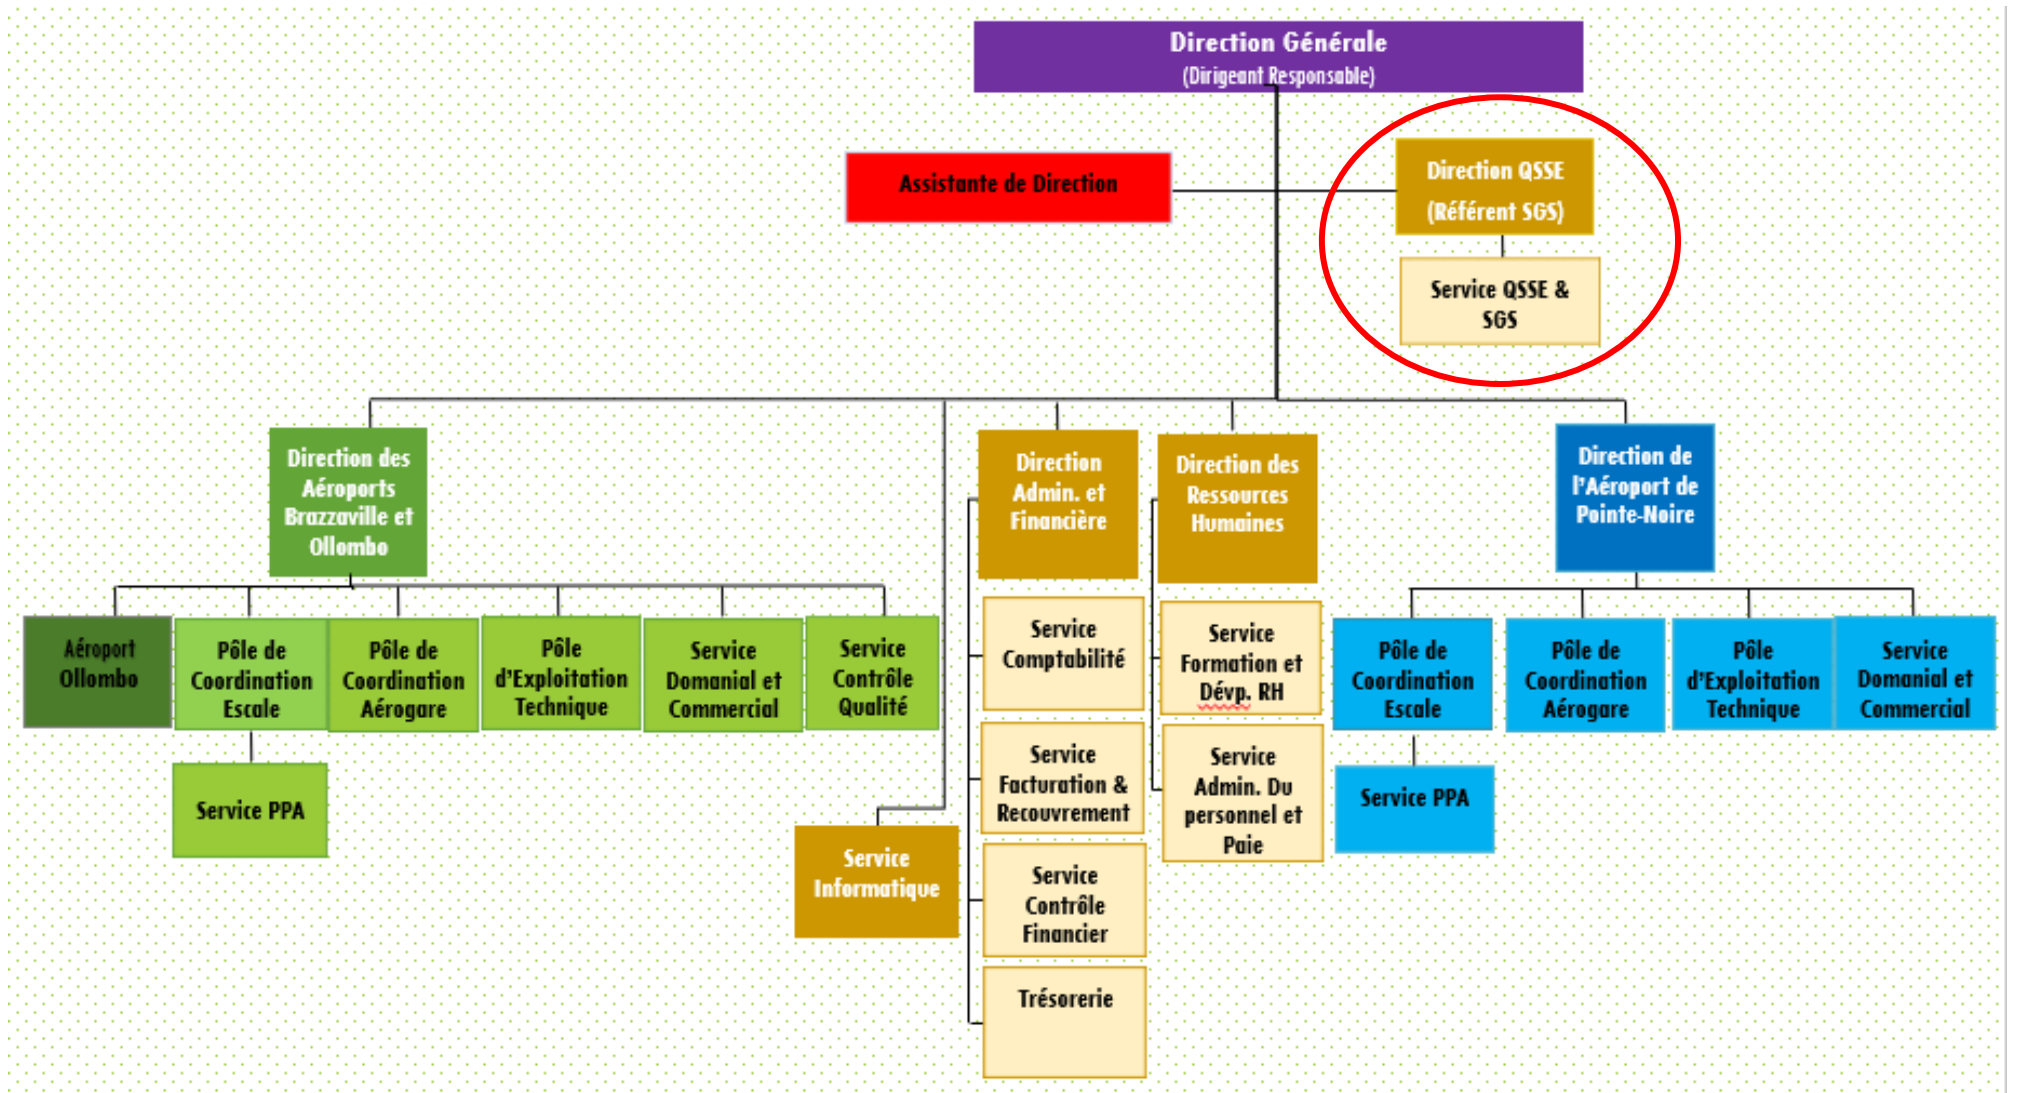 Direction Générale
(Dirigeant Responsable)
Assistante de Direction
Direction QSSE
(Référent SGS)
Service QSSE &
SGS
Direction des
Aéroports
Brazzaville et
Ollombo
Direction
Admin. et
Financière
Direction des
Ressources
Humaines
Direction de
l'Aéroport de
Pointe-Noire
Aéroport
Ollombo
Pôle de
Coordination
Escale
Pôle de
Coordination
Aérogare
Pôle
d'Exploitation
Technique
Service
Domanial et
Commercial
Service
Contrôle
Qualité
Service PPA
Service
Informatique
Service
Comptabilité
Service
Facturation &
Recouvrement
Service
Contrôle
Financier
Trésorerie
Service
Formation et
Dévp. RH
Service
Admin. Du
personnel et
Paie
Pôle de
Coordination
Escale
Pôle de
Coordination
Aérogare
Pôle
d'Exploitation
Technique
Service
Domanial et
Commercial
Service PPA